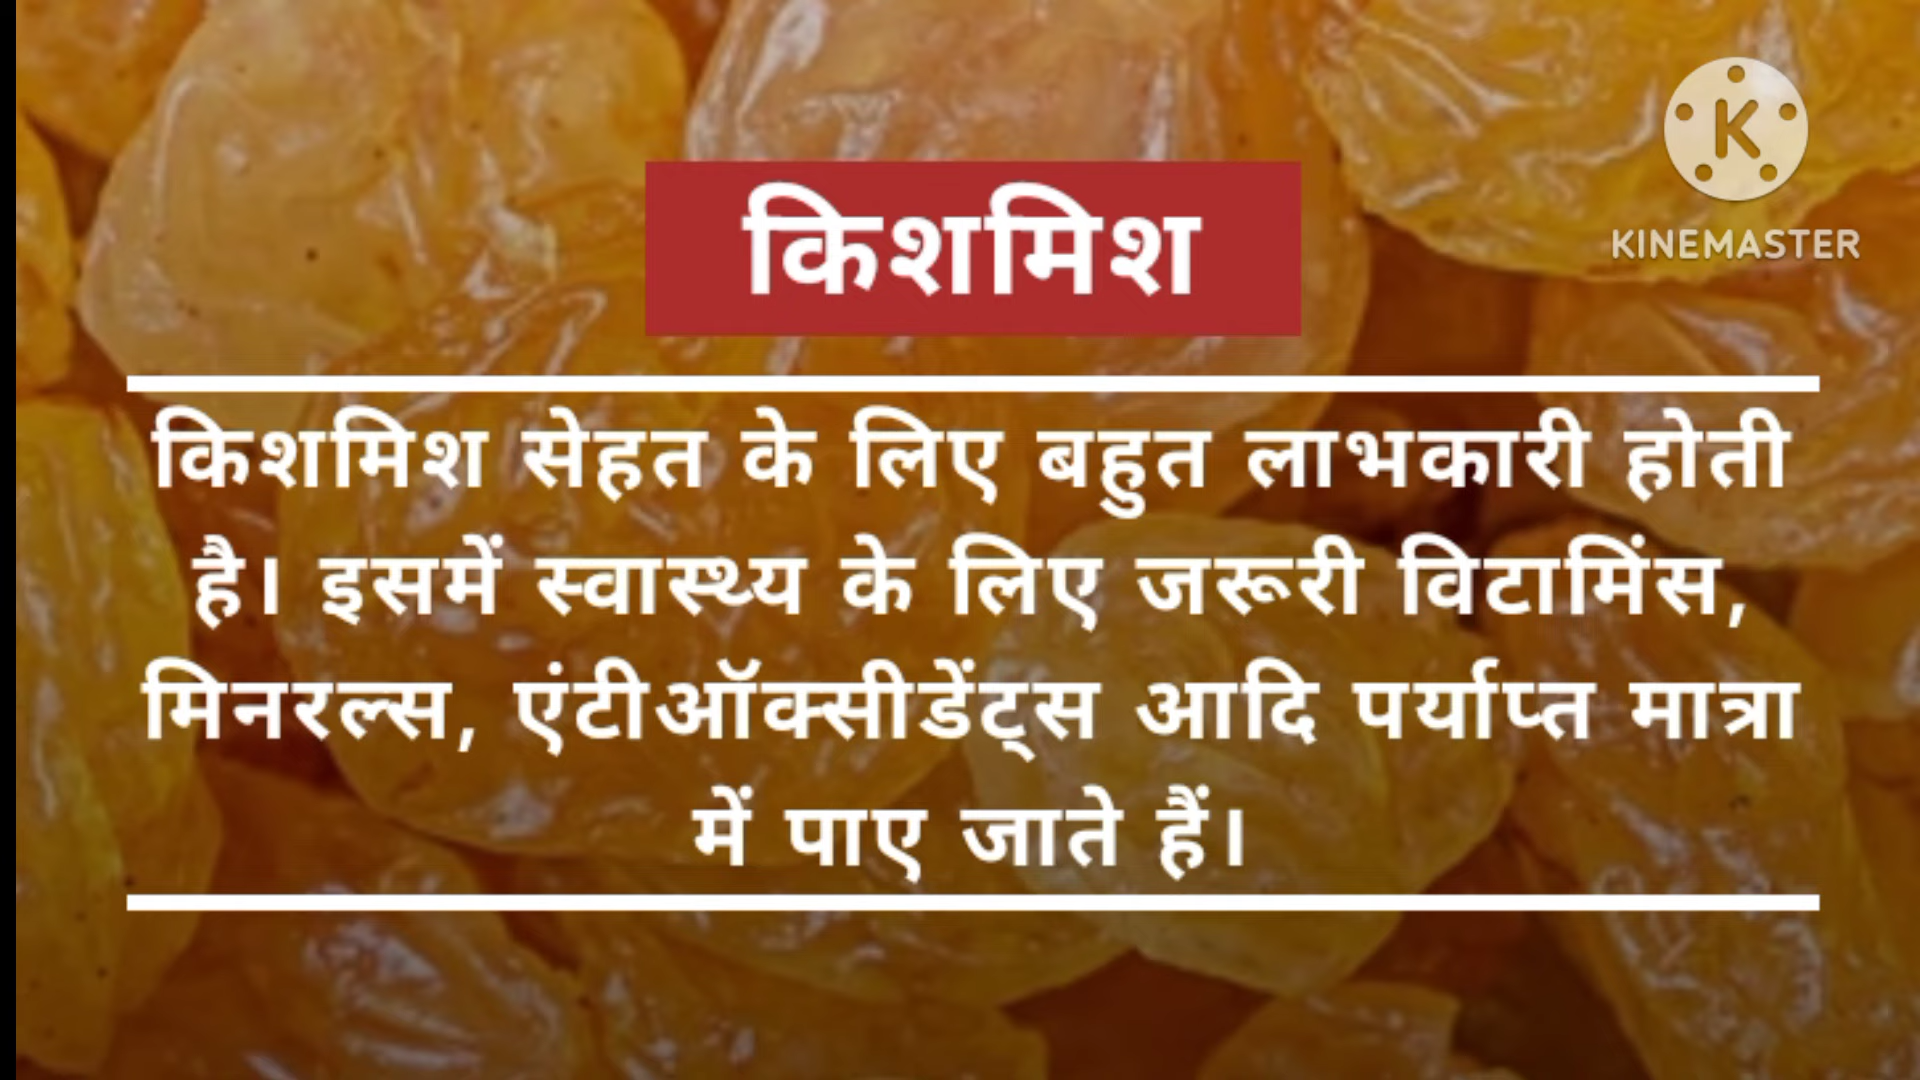 KINEMASTER
किशमिश
किशमिश सेहत के लिए बहुत लाभकारी होती
है। इसमें स्वास्थ्य के लिए जरूरी विटामिंस,
मिनरल्स, एंटीऑक्सीडेंट्स आदि पर्याप्त मात्रा
में पाए जाते हैं।